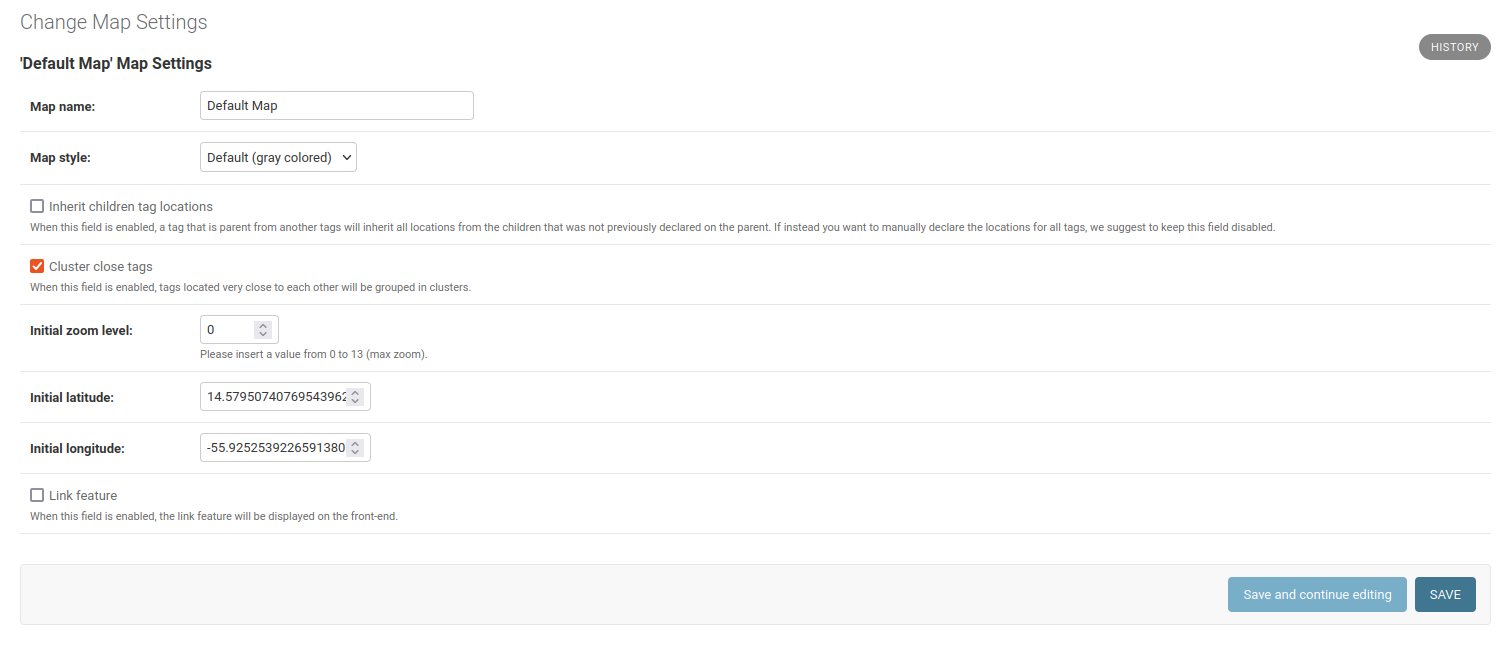 Change Map Settings
HISTORY
'Default Map' Map Settings
Map name:
Default Map
Map style:
Default (gray colored)
Inherit children tag locations
When this field is enabled, a tag that is parent from another tags will inherit all locations from the children that was not previously declared on the parent. If instead you want to manually declare the locations for all tags, we suggest to keep this field disabled.
Cluster close tags
When this field is enabled, tags located very close to each other will be grouped in clusters.
Initial zoom level:
0
Please insert a value from 0 to 13 (max zoom).
Initial latitude:
14.57950740769543962
Initial longitude:
-55.9252539226591380
Link feature
When this field is enabled, the link feature will be displayed on the front-end.
Save and continue editing
SAVE